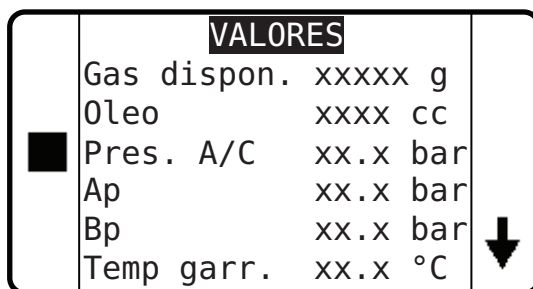 VALORES
Gas dispon. xxxxx g
Oleo xxxx cc
Pres. A/C xx.x bar
Ap xx.x bar
Bp xx.x bar
Temp garr. xx.x °C